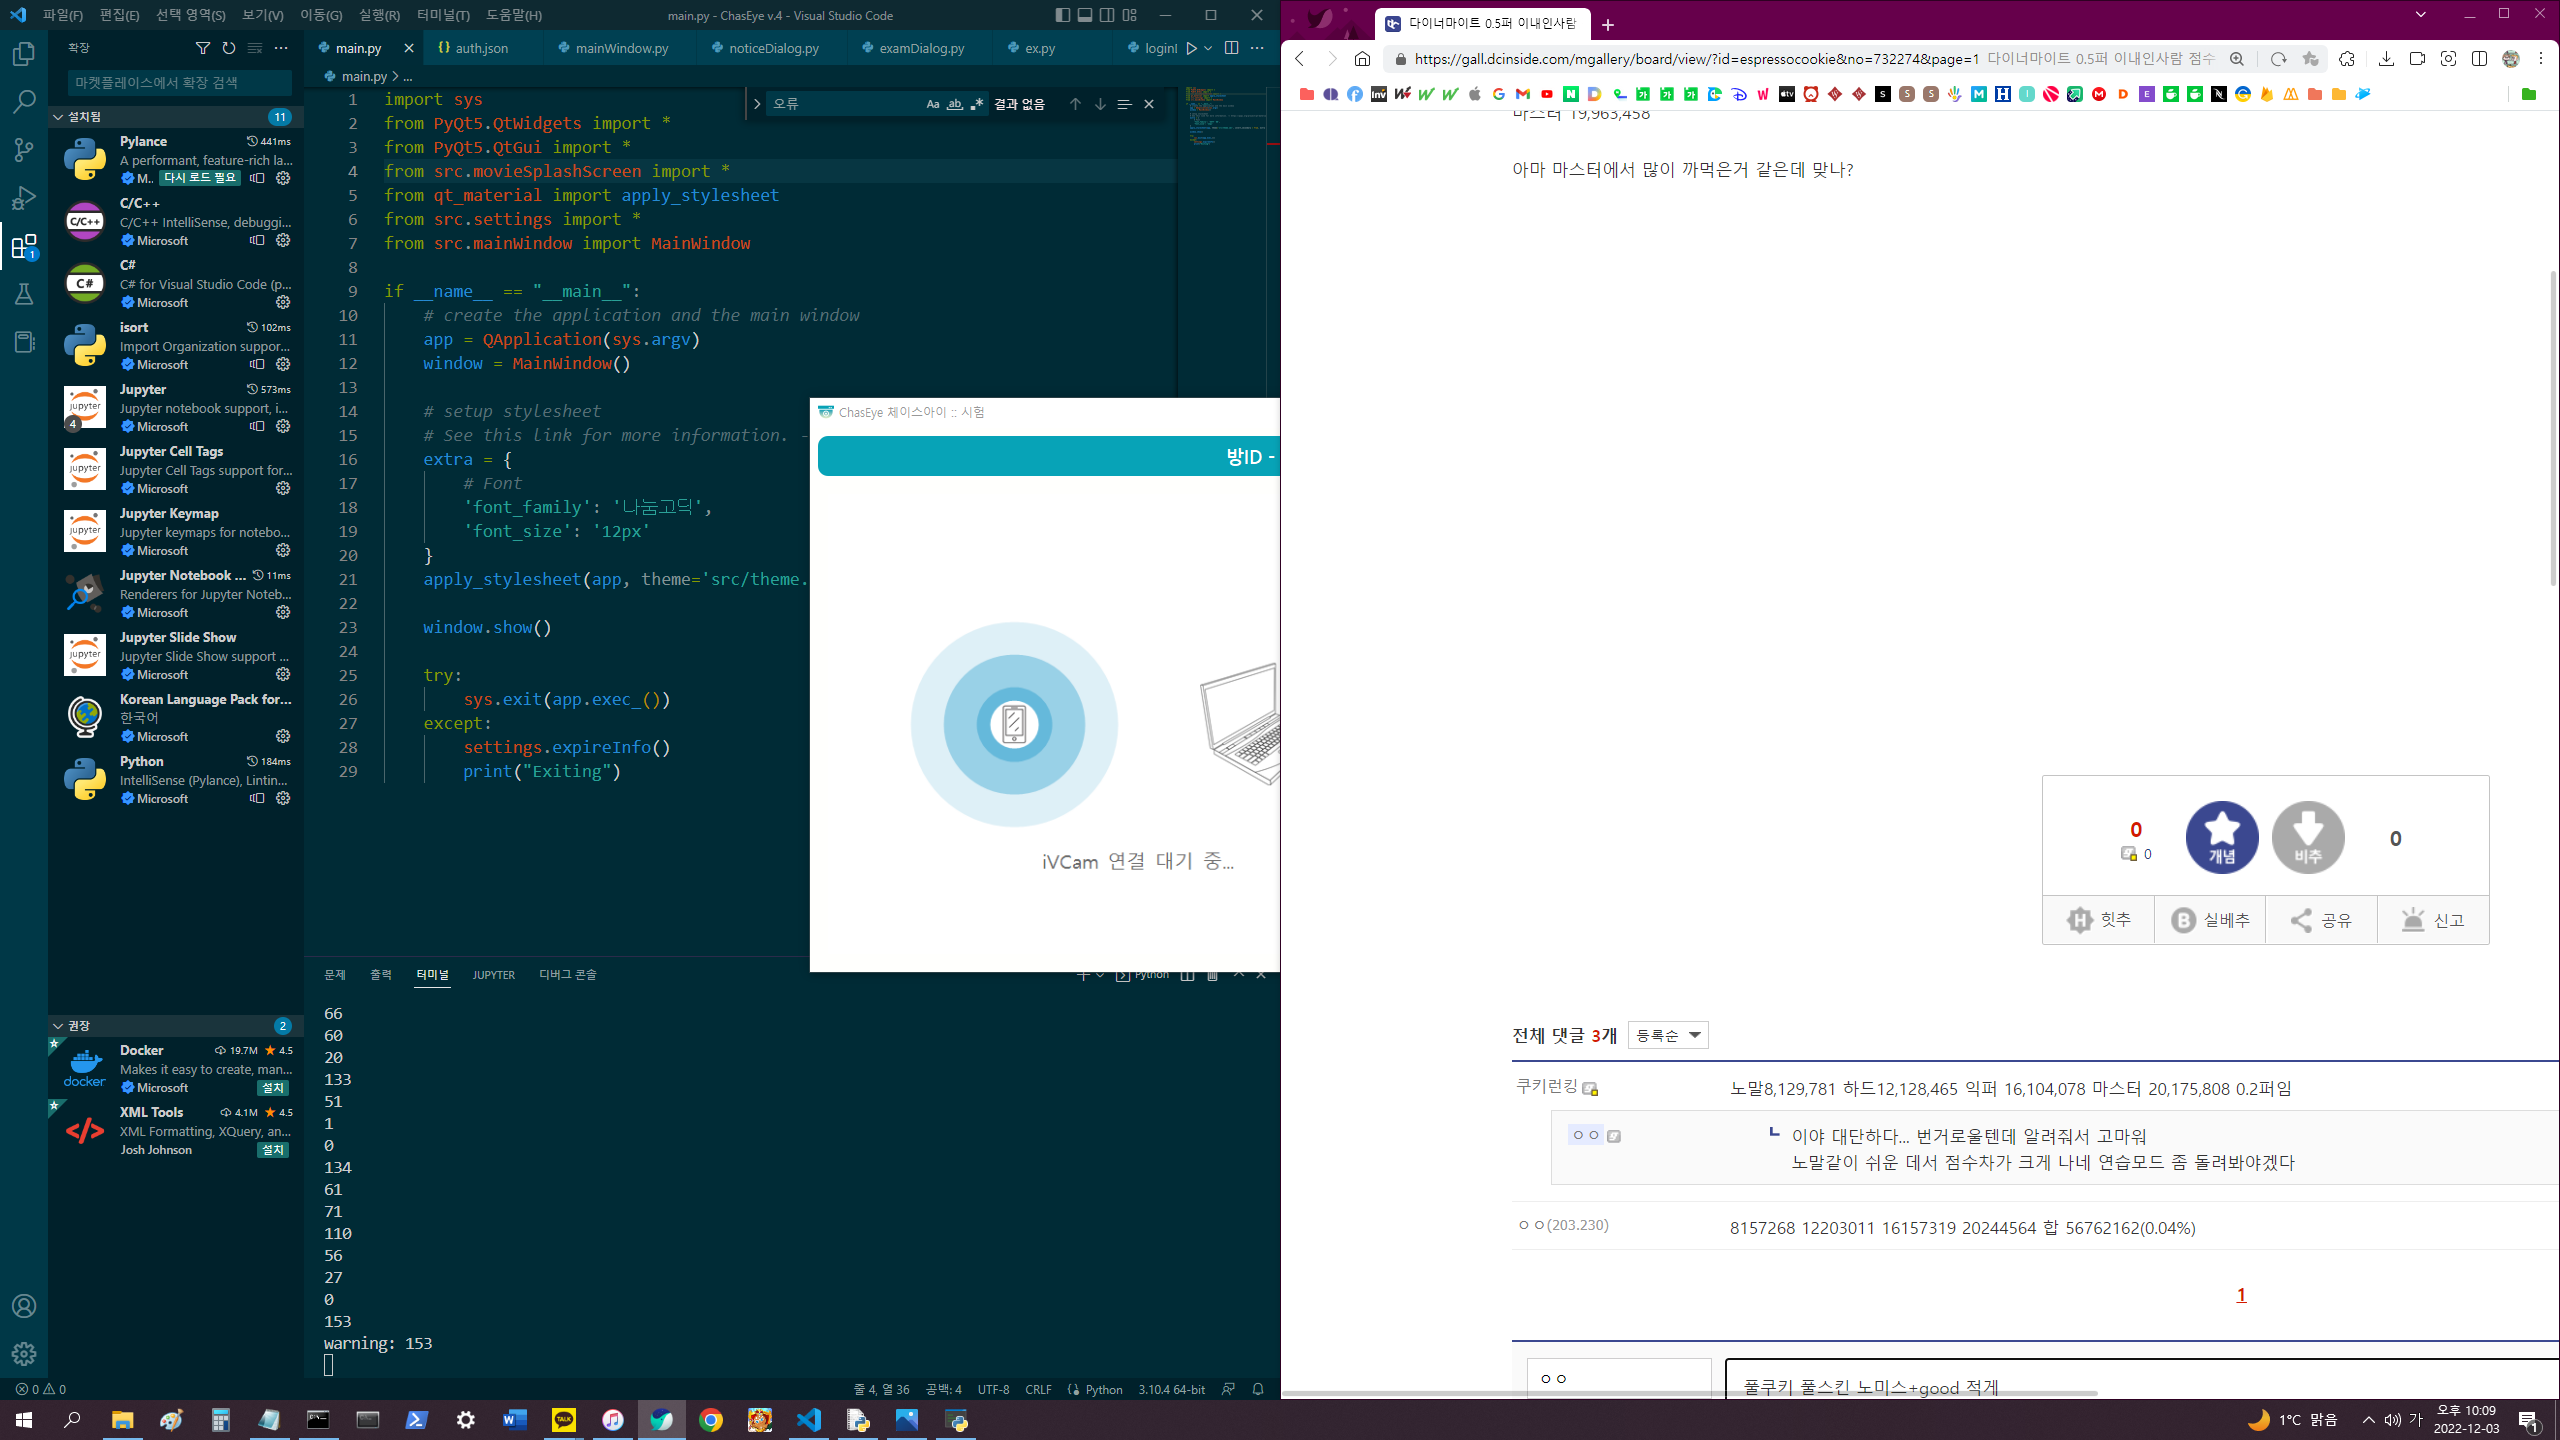 파일(F) 편집(E) 선택 영역(S) 보기(V) 이동(G) 실행(R) 터미널(T) 도움말(H)
main.py - ChasEye v.4 - Visual Studio Code
확장
마켓플레이스에서 확장 검색
설치됨 11
Pylance 441ms
A performant, feature-rich la...
M.. 다시 로드 필요
C/C++
C/C++ IntelliSense, debuggi...
Microsoft
C#
C# for Visual Studio Code (p...
Microsoft
isort 102ms
Import Organization suppor...
Microsoft
Jupyter 573ms
Jupyter notebook support, i...
Microsoft
4
Jupyter Cell Tags
Jupyter Cell Tags support for...
Microsoft
Jupyter Keymap
Jupyter keymaps for notebo...
Microsoft
Jupyter Notebook ... 11ms
Renderers for Jupyter Noteb...
Microsoft
Jupyter Slide Show
Jupyter Slide Show support ...
Microsoft
Korean Language Pack for...
한국어
Microsoft
Python 184ms
IntelliSense (Pylance), Lintin...
Microsoft
권장 2
Docker 19.7M 4.5
Makes it easy to create, man...
Microsoft 설치
XML Tools 4.1M 4.5
XML Formatting, XQuery, an...
Josh Johnson 설치
main.py auth.json mainWindow.py noticeDialog.py examDialog.py ex.py loginI
main.py > ...
오류 Aa ab 결과 없음
1 import sys
2 from PyQt5.QtWidgets import *
3 from PyQt5.QtGui import *
4 from src.movieSplashScreen import *
5 from qt_material import apply_stylesheet
6 from src.settings import *
7 from src.mainWindow import MainWindow
8
9 if __name__ == "__main__":
10 # create the application and the main window
11 app = QApplication(sys.argv)
12 window = MainWindow()
13
14 # setup stylesheet
15 # See this link for more information. -
16 extra = {
17 # Font
18 'font_family': '나눔고딕',
19 'font_size': '12px'
20 }
21 apply_stylesheet(app, theme='src/theme.
22
23 window.show()
24
25 try:
26 sys.exit(app.exec_())
27 except:
28 settings.expireInfo()
29 print("Exiting")
ChasEye 체이스아이 :: 시험
방ID -
iVCam 연결 대기 중...
문제 출력 터미널 JUPYTER 디버그 콘솔
Python
66
60
20
133
51
1
0
134
61
71
110
56
27
0
153
warning: 153
0 0
줄 4, 열 36 공백: 4 UTF-8 CRLF Python 3.10.4 64-bit
다이너마이트 0.5퍼 이내인사람
https://gall.dcinside.com/mgallery/board/view/?id=espressocookie&no=732274&page=1 다이너마이트 0.5퍼 이내인사람 점수
마스터 19,963,458
아마 마스터에서 많이 까먹은거 같은데 맞나?
0
0
개념
비추
0
힛추 실베추 공유 신고
전체 댓글 3개 등록순
쿠키런킹 노말8,129,781 하드12,128,465 익퍼 16,104,078 마스터 20,175,808 0.2퍼임
ㅇㅇ 이야 대단하다... 번거로울텐데 알려줘서 고마워
노말같이 쉬운 데서 점수차가 크게 나네 연습모드 좀 돌려봐야겠다
ㅇㅇ(203.230) 8157268 12203011 16157319 20244564 합 56762162(0.04%)
1
ㅇㅇ
풀쿠키 풀스킨 노미스+good 적게
1°C 맑음 가 오후 10:09
2022-12-03
1